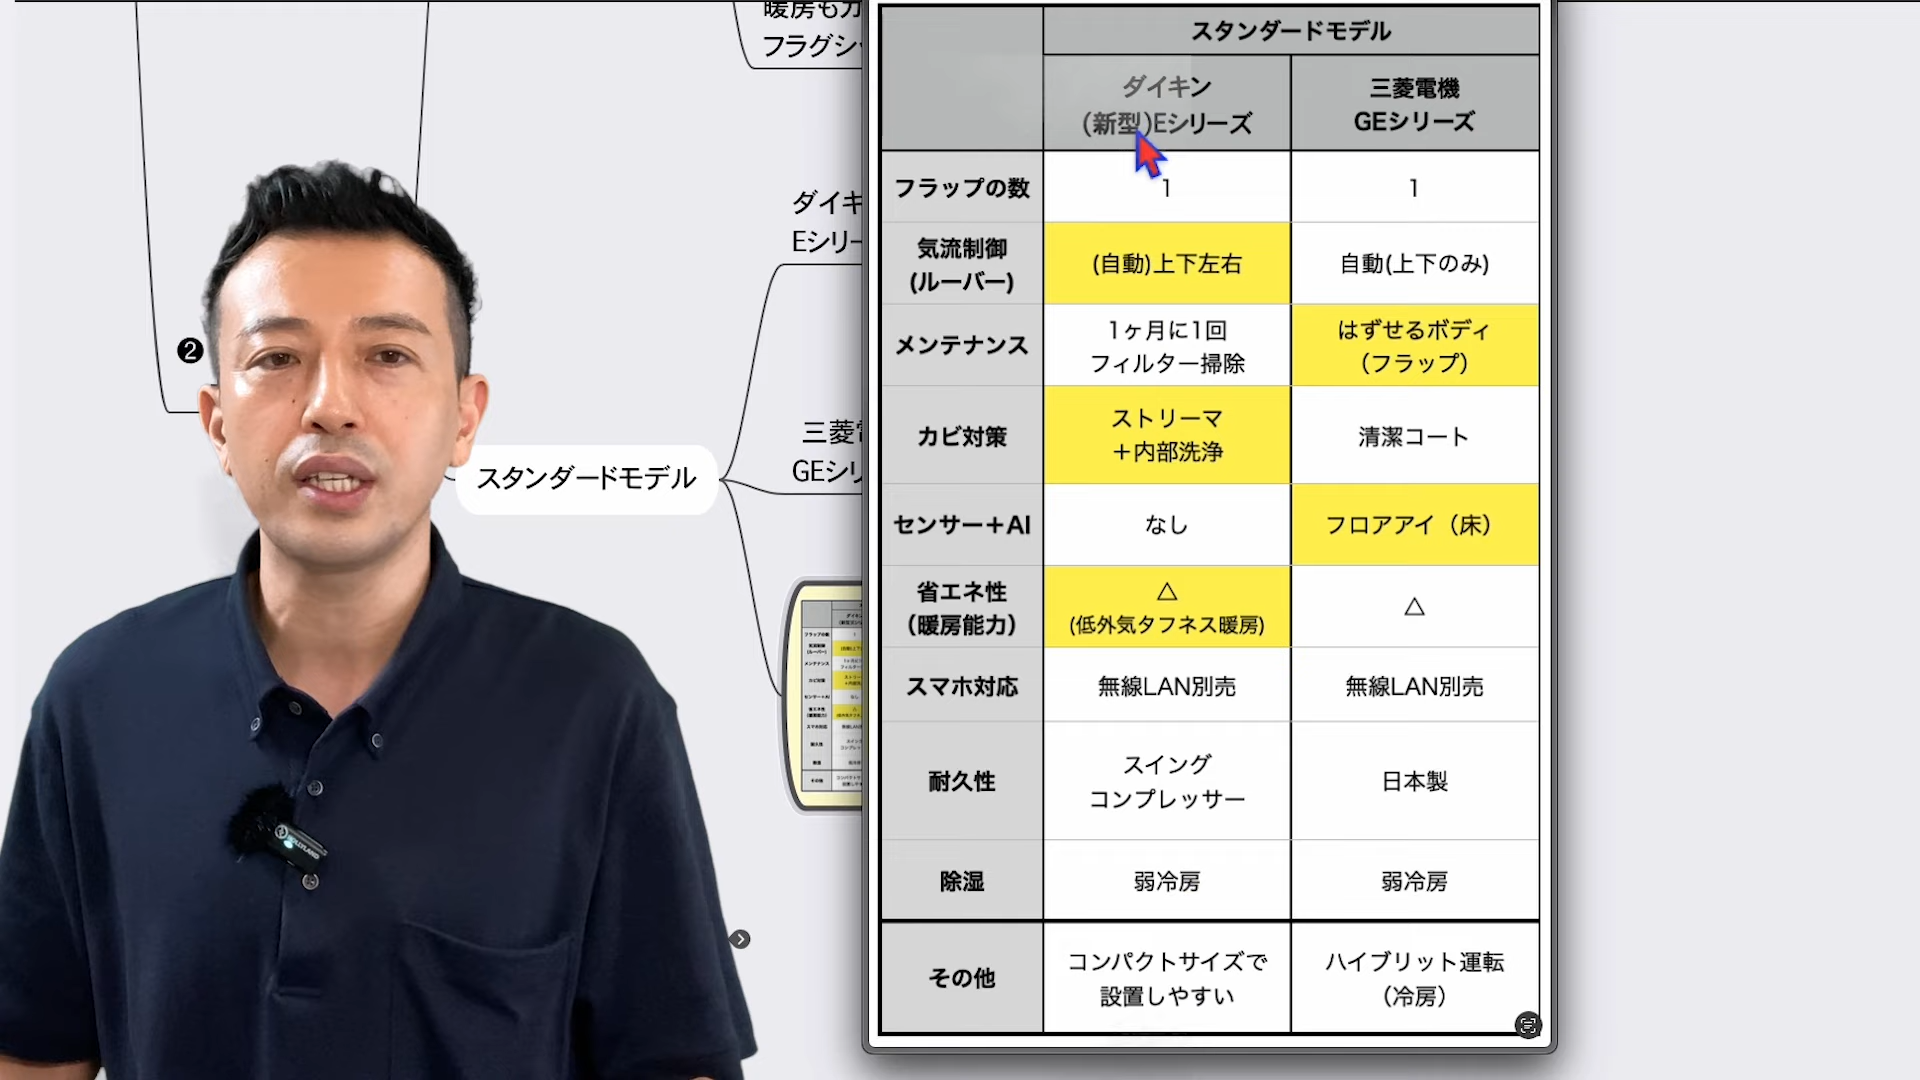 暖房も
フラグシ
ダイキ
Eシリー
❷
三菱電
GEシリ
スタンダードモデル
スタンダードモデル
ダイキン
(新型)Eシリーズ
三菱電機
GEシリーズ
フラップの数
1
1
気流制御
(ルーバー)
(自動)上下左右
自動(上下のみ)
メンテナンス
1ヶ月に1回
フィルター掃除
はずせるボディ
(フラップ)
カビ対策
ストリーマ
+内部洗浄
清潔コート
センサー+AI
なし
フロアアイ(床)
省エネ性
(暖房能力)
△
(低外気タフネス暖房)
△
スマホ対応
無線LAN別売
無線LAN別売
耐久性
スイング
コンプレッサー
日本製
除湿
弱冷房
弱冷房
その他
コンパクトサイズで
設置しやすい
ハイブリット運転
(冷房)